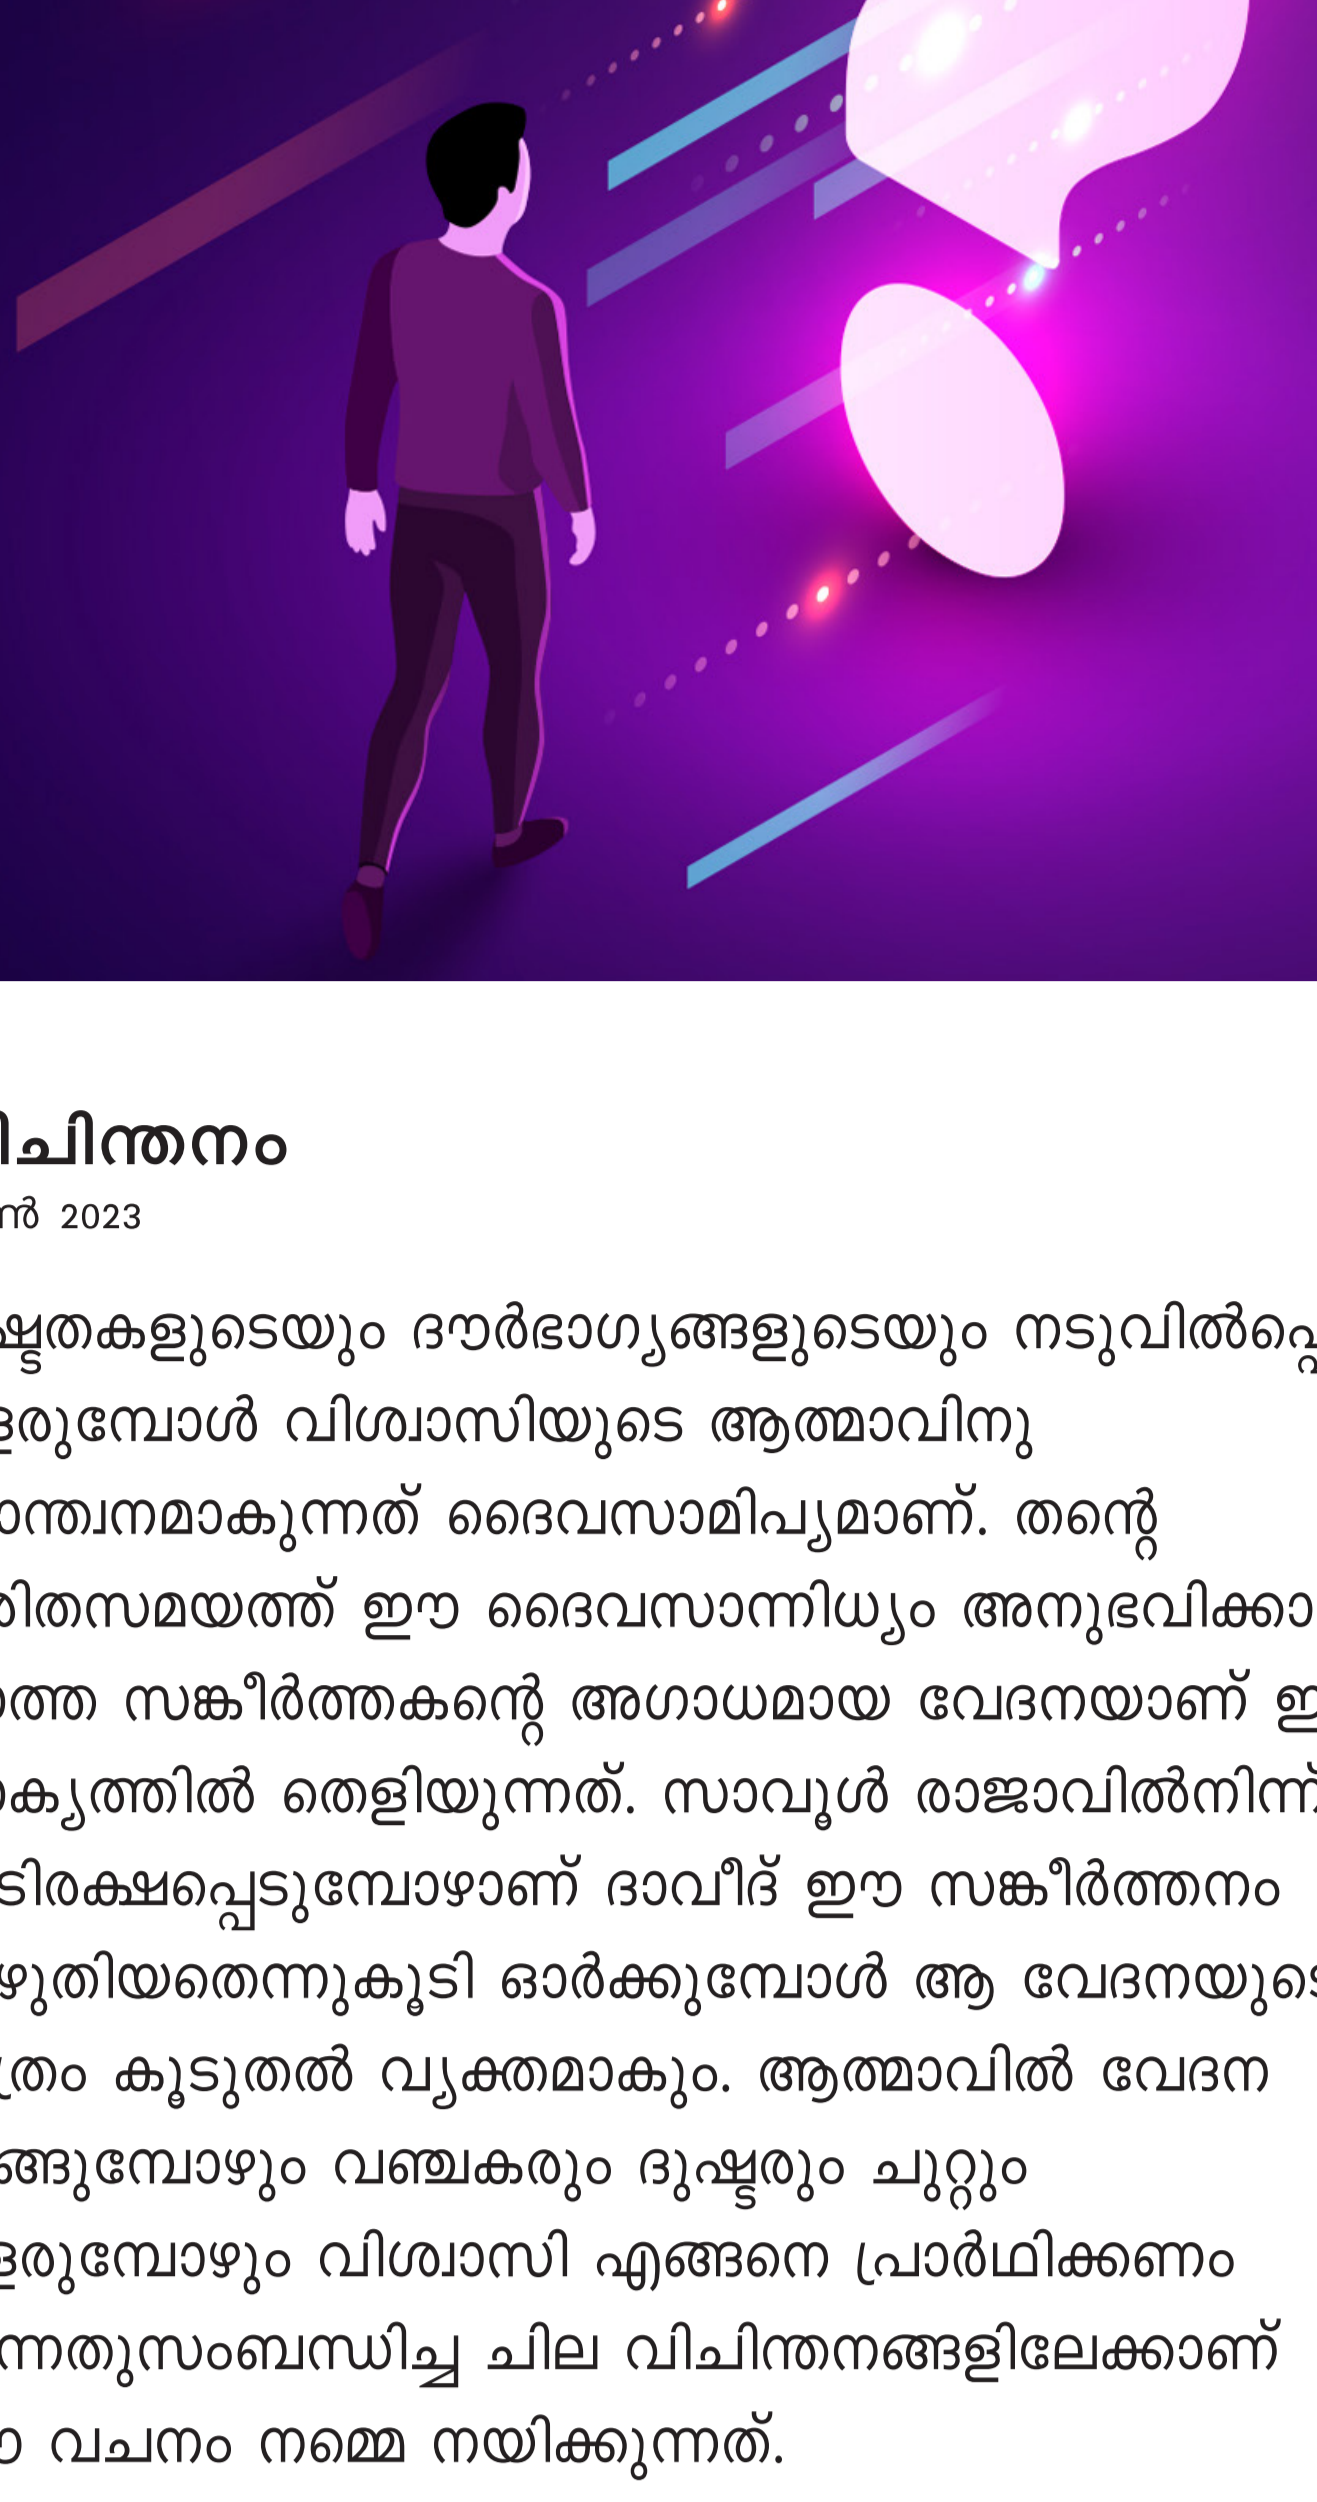 ിചിന്തനം
ൻ 2023
ഷ്ടതകളുടെയും ദൗർഭാഗ്യങ്ങളുടെയും നടുവിൽപ്പെ
രുമ്പോൾ വിശ്വാസിയുടെ ആത്മാവിനു
ാന്ത്വനമാകുന്നത് ദൈവസാമിപ്യമാണ്. തന്റെ
രിതസമയത്ത് ഈ ദൈവസാന്നിധ്യം അനുഭവിക്കാ
ത്ത സങ്കീർത്തകന്റെ അഗാധമായ വേദനയാണ് ഈ
ക്യത്തിൽ തെളിയുന്നത്. സാവൂൾ രാജാവിൽനിന്ന്
ടിരക്ഷപ്പെടുമ്പോഴാണ് ദാവീദ് ഈ സങ്കീർത്തനം
ഴുതിയതെന്നുകൂടി ഓർക്കുമ്പോൾ ആ വേദനയുടെ
്രം കൂടുതൽ വ്യക്തമാകും. ആത്മാവിൽ വേദന
ങ്ങുമ്പോഴും വഞ്ചകരും ദുഷ്ടരും ചുറ്റും
രുമ്പോഴും വിശ്വാസി എങ്ങനെ പ്രാർഥിക്കണം
ന്നതുസംബന്ധിച്ച ചില വിചിന്തനങ്ങളിലേക്കാണ്
വചനം നമ്മെ നയിക്കുന്നത്.